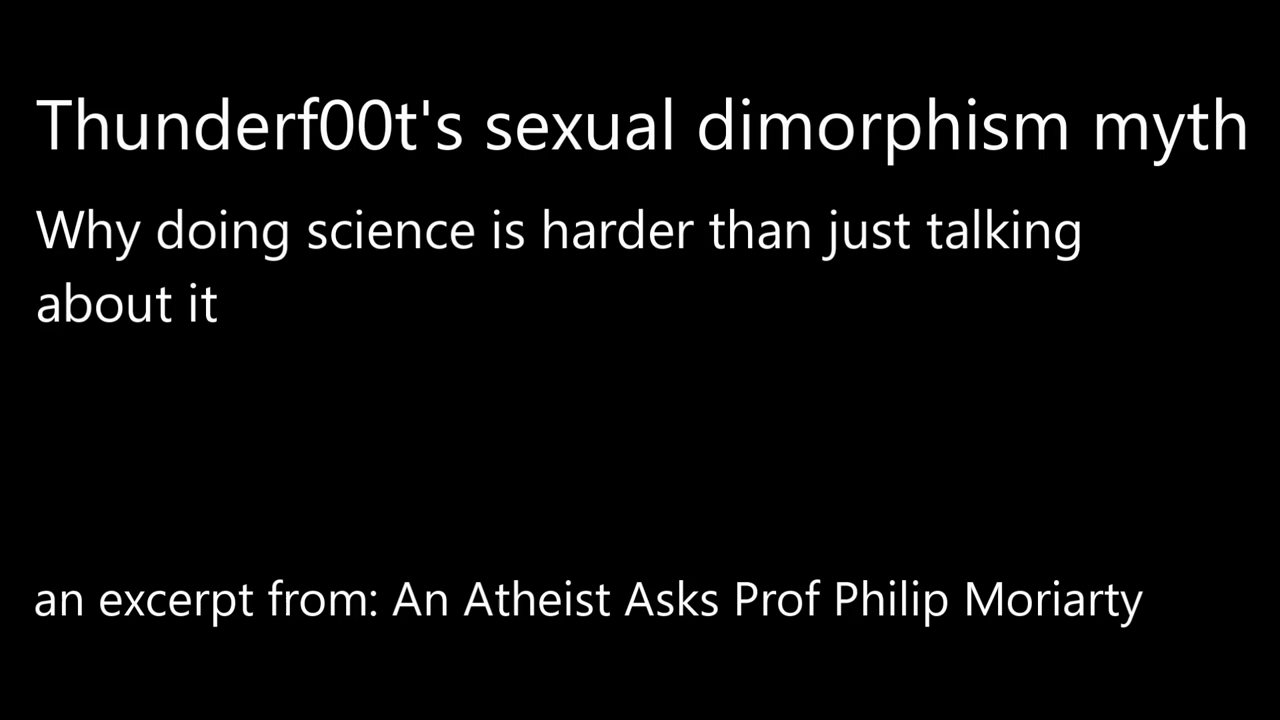 Thunderf00t's sexual dimorphism myth
Why doing science is harder than just talking
about it
an excerpt from: An Atheist Asks Prof Philip Moriarty